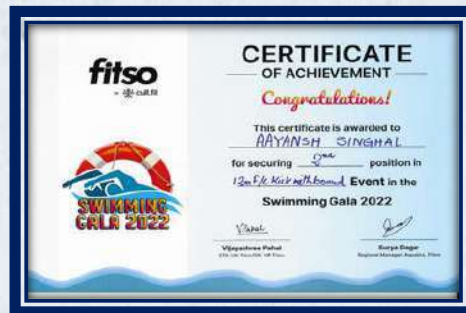 fitso
by cult.fit
SWIMMING
GALA 2022
CERTIFICATE
OF ACHIEVEMENT
Congratulations!
This certificate is awarded to
AAYANSH SINGHAL
for securing 2nd position in
12m F/c Kick with board Event in the
Swimming Gala 2022
Vijayashree Pahal
Surya Dagar
Regional Manager Aquatics, Fitso